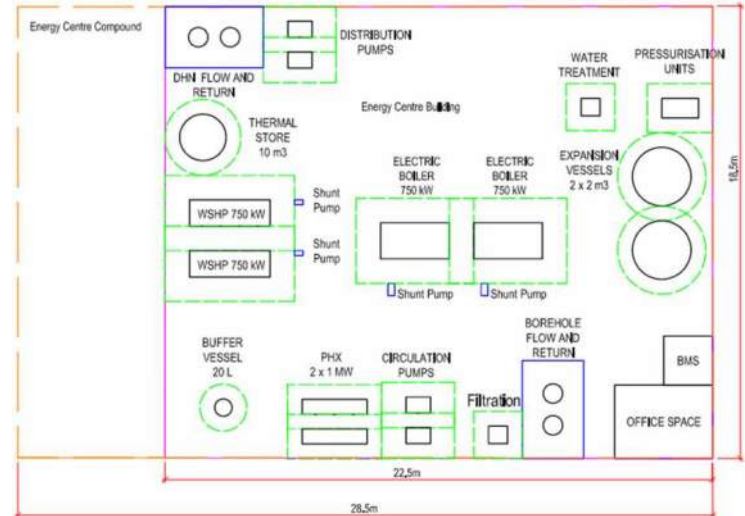 Energy Centre Compound
DISTRIBUTION
PUMPS
DHN FLOW AND
RETURN
WATER
TREATMENT
PRESSURISATION
UNITS
Energy Centre Building
THERMAL
STORE
10 m3
ELECTRIC
BOILER
750 kW
ELECTRIC
BOILER
750 kW
EXPANSION
VESSELS
2 x 2 m3
18,5m
WSHP 750 kW
Shunt
Pump
WSHP 750 kW
Shunt
Pump
Shunt Pump
Shunt Pump
BUFFER
VESSEL
20 L
PHX
2 x 1 MW
CIRCULATION
PUMPS
Filtration
BOREHOLE
FLOW AND
RETURN
BMS
OFFICE SPACE
22,5m
28.5m